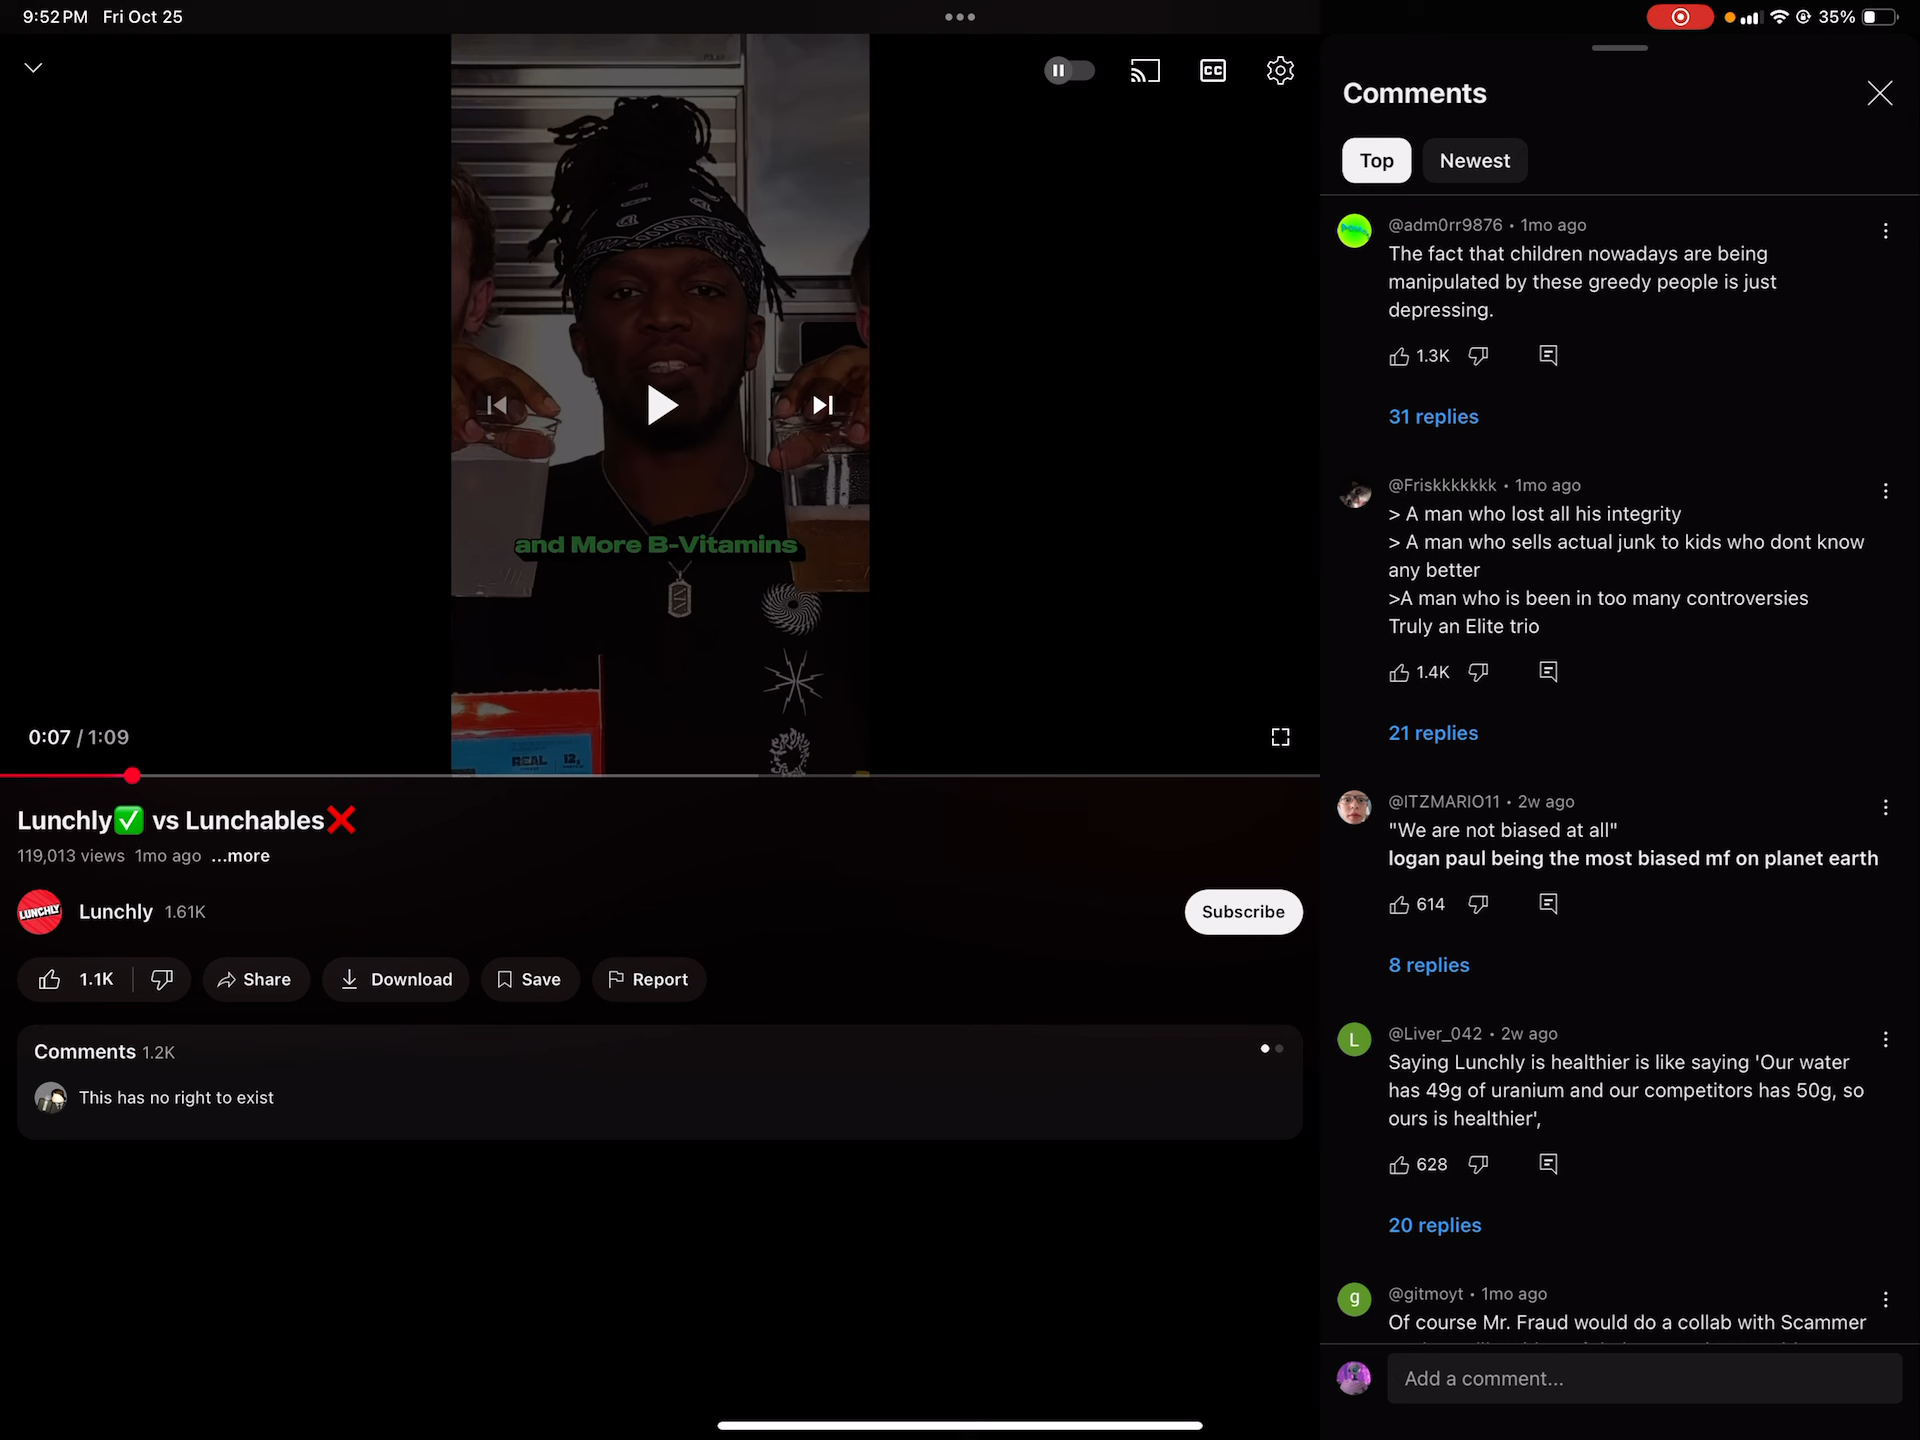 9:52 PM Fri Oct 25
35%
CC
and More B-Vitamins
REAL
12
0:07 / 1:09
Lunchly✅ vs Lunchables❌
119,013 views 1mo ago ...more
LUNCHLY
Lunchly 1.61K
Subscribe
1.1K
Share
Download
Save
Report
Comments 1.2K
This has no right to exist
Comments
Top
Newest
@adm0rr9876 • 1mo ago
The fact that children nowadays are being
manipulated by these greedy people is just
depressing.
1.3K
31 replies
@Friskkkkkkk • 1mo ago
> A man who lost all his integrity
> A man who sells actual junk to kids who dont know
any better
>A man who is been in too many controversies
Truly an Elite trio
1.4K
21 replies
@ITZMARIO11 • 2w ago
"We are not biased at all"
logan paul being the most biased mf on planet earth
614
8 replies
L
@Liver_042 • 2w ago
Saying Lunchly is healthier is like saying 'Our water
has 49g of uranium and our competitors has 50g, so
ours is healthier',
628
20 replies
g
@gitmoyt • 1mo ago
Of course Mr. Fraud would do a collab with Scammer
Add a comment...